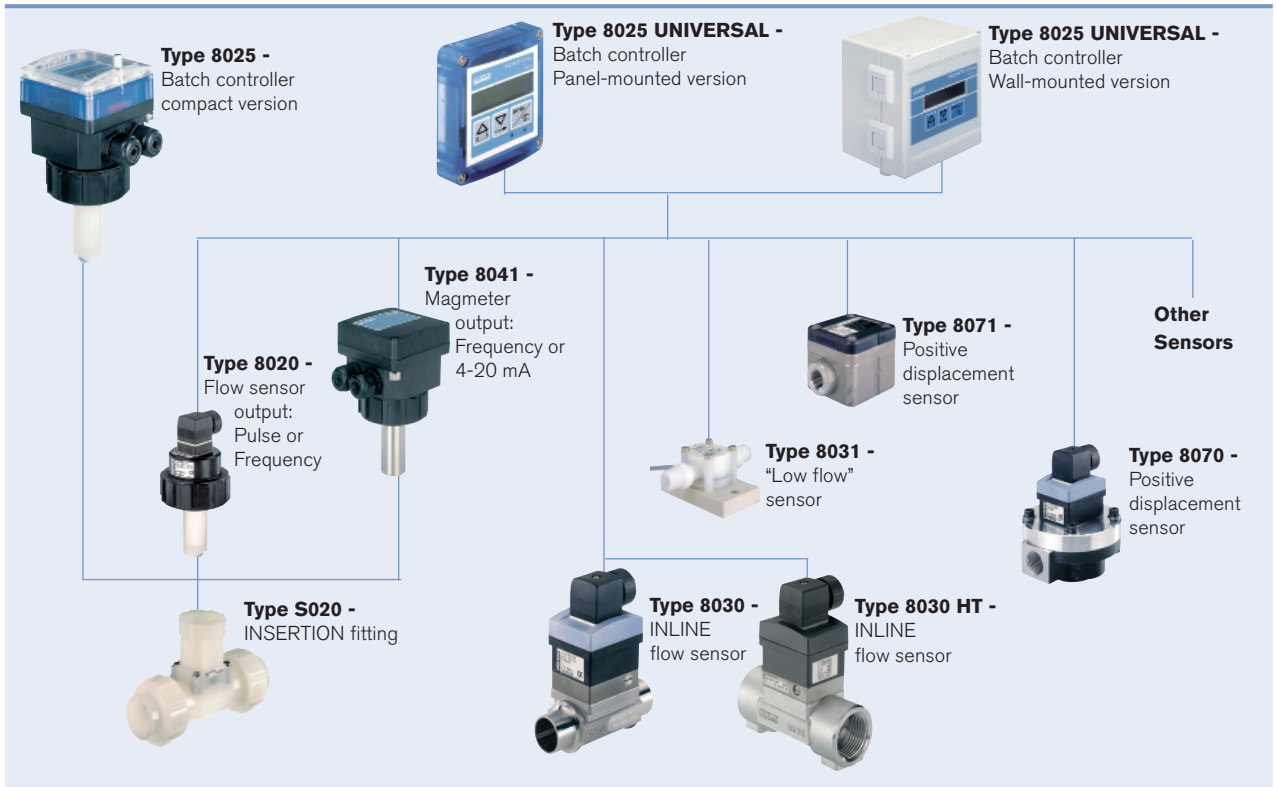 Type 8025 -
Batch controller
compact version
Type 8025 UNIVERSAL -
Batch controller
Panel-mounted version
Type 8025 UNIVERSAL -
Batch controller
Wall-mounted version
Type 8041 -
Magmeter
output:
Frequency or
4-20 mA
Type 8020 -
Flow sensor
output:
Pulse or
Frequency
Type 8071 -
Positive
displacement
sensor
Other
Sensors
Type 8031 -
“Low flow”
sensor
Type 8070 -
Positive
displacement
sensor
Type S020 -
INSERTION fitting
Type 8030 -
INLINE
flow sensor
Type 8030 HT -
INLINE
flow sensor